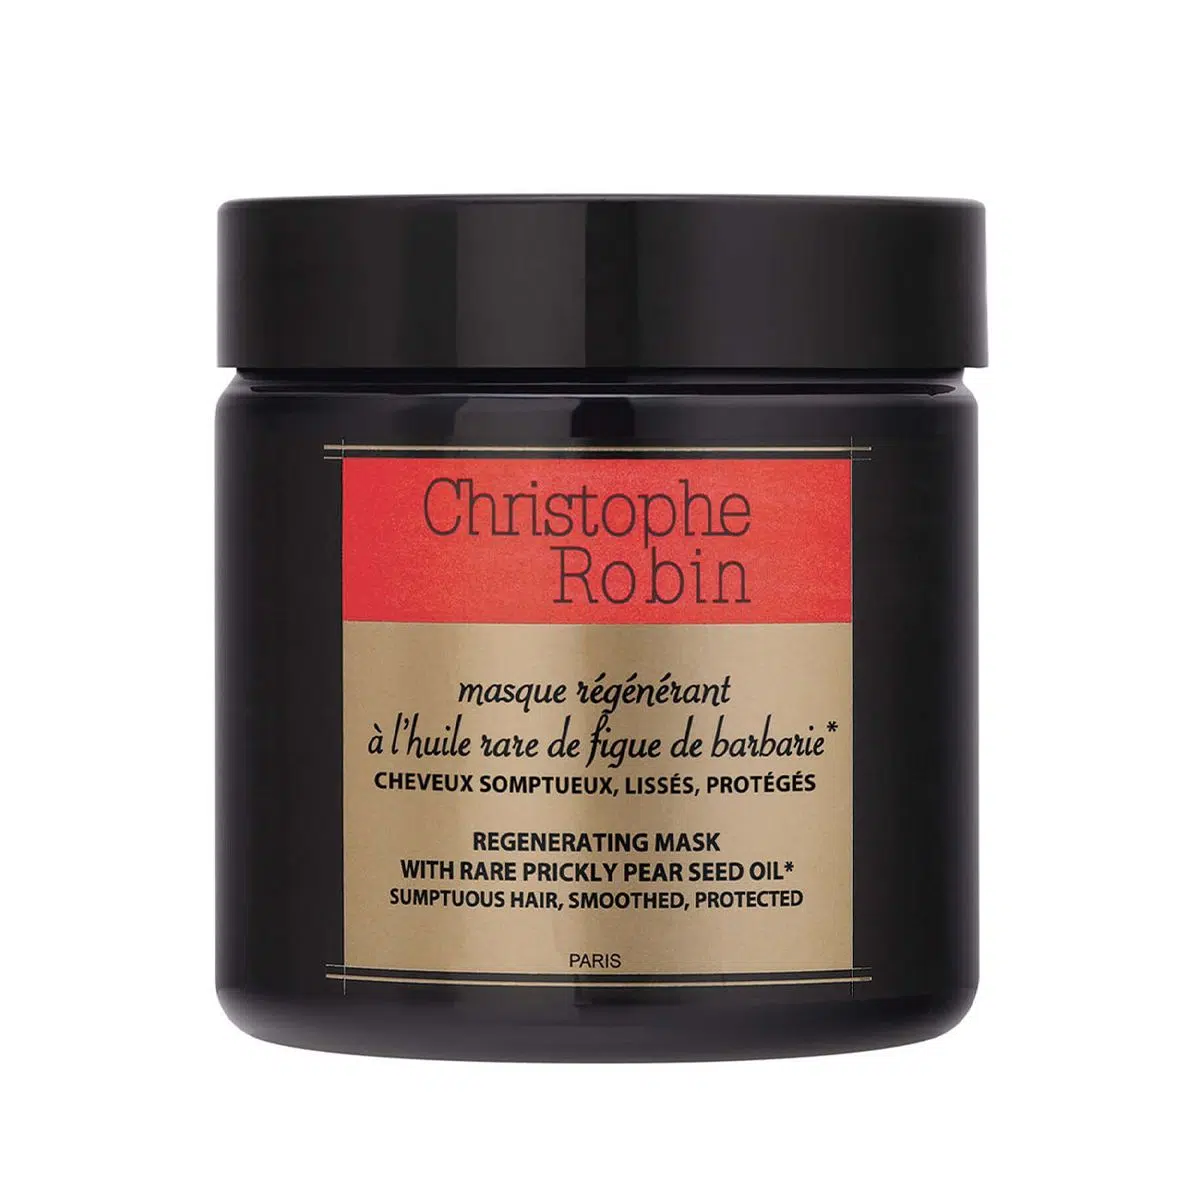 Christophe
Robin
masque régénérant
à l'huile rare de figue de barbarie*
CHEVEUX SOMPTUEUX, LISSÉS, PROTÉGÉS
REGENERATING MASK
WITH RARE PRICKLY PEAR SEED OIL*
SUMPTUOUS HAIR, SMOOTHED, PROTECTED
PARIS